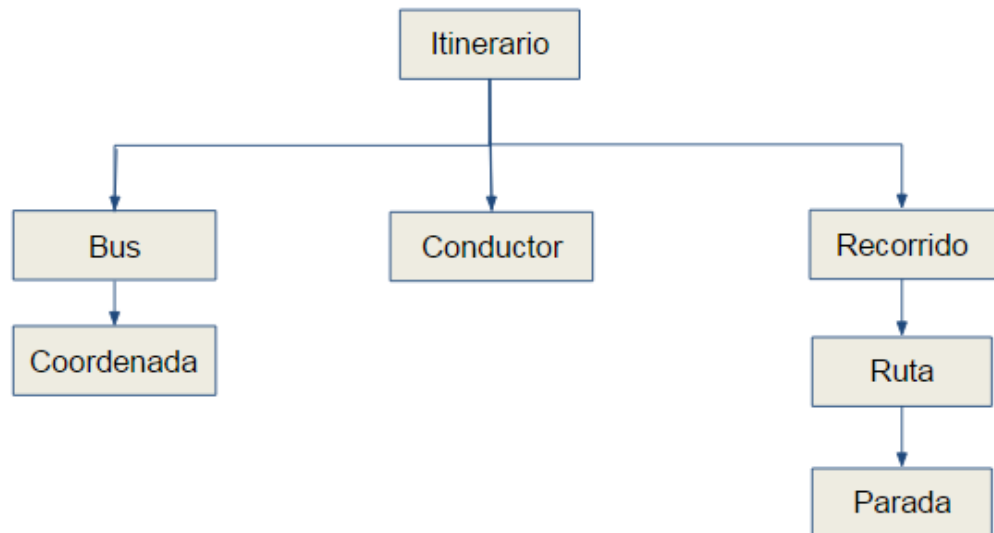 Itinerario
Bus
Conductor
Recorrido
Coordenada
Ruta
Parada